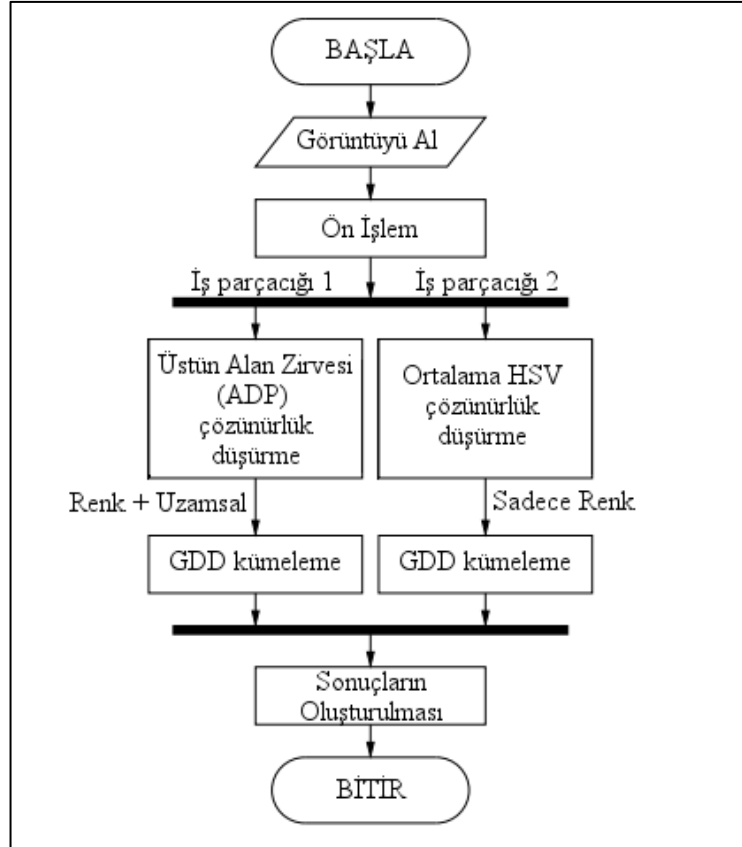 BAŞLA
Görüntüyü Al
Ön İşlem
İş parçacığı 1
İş parçacığı 2
Üstün Alan Zirvesi
(ADP)
çözünürlük
düşürme
Ortalama HSV
çözünürlük
düşürme
Renk + Uzamsal
Sadece Renk
GDD kümeleme
GDD kümeleme
Sonuçların
Oluşturulması
BİTİR